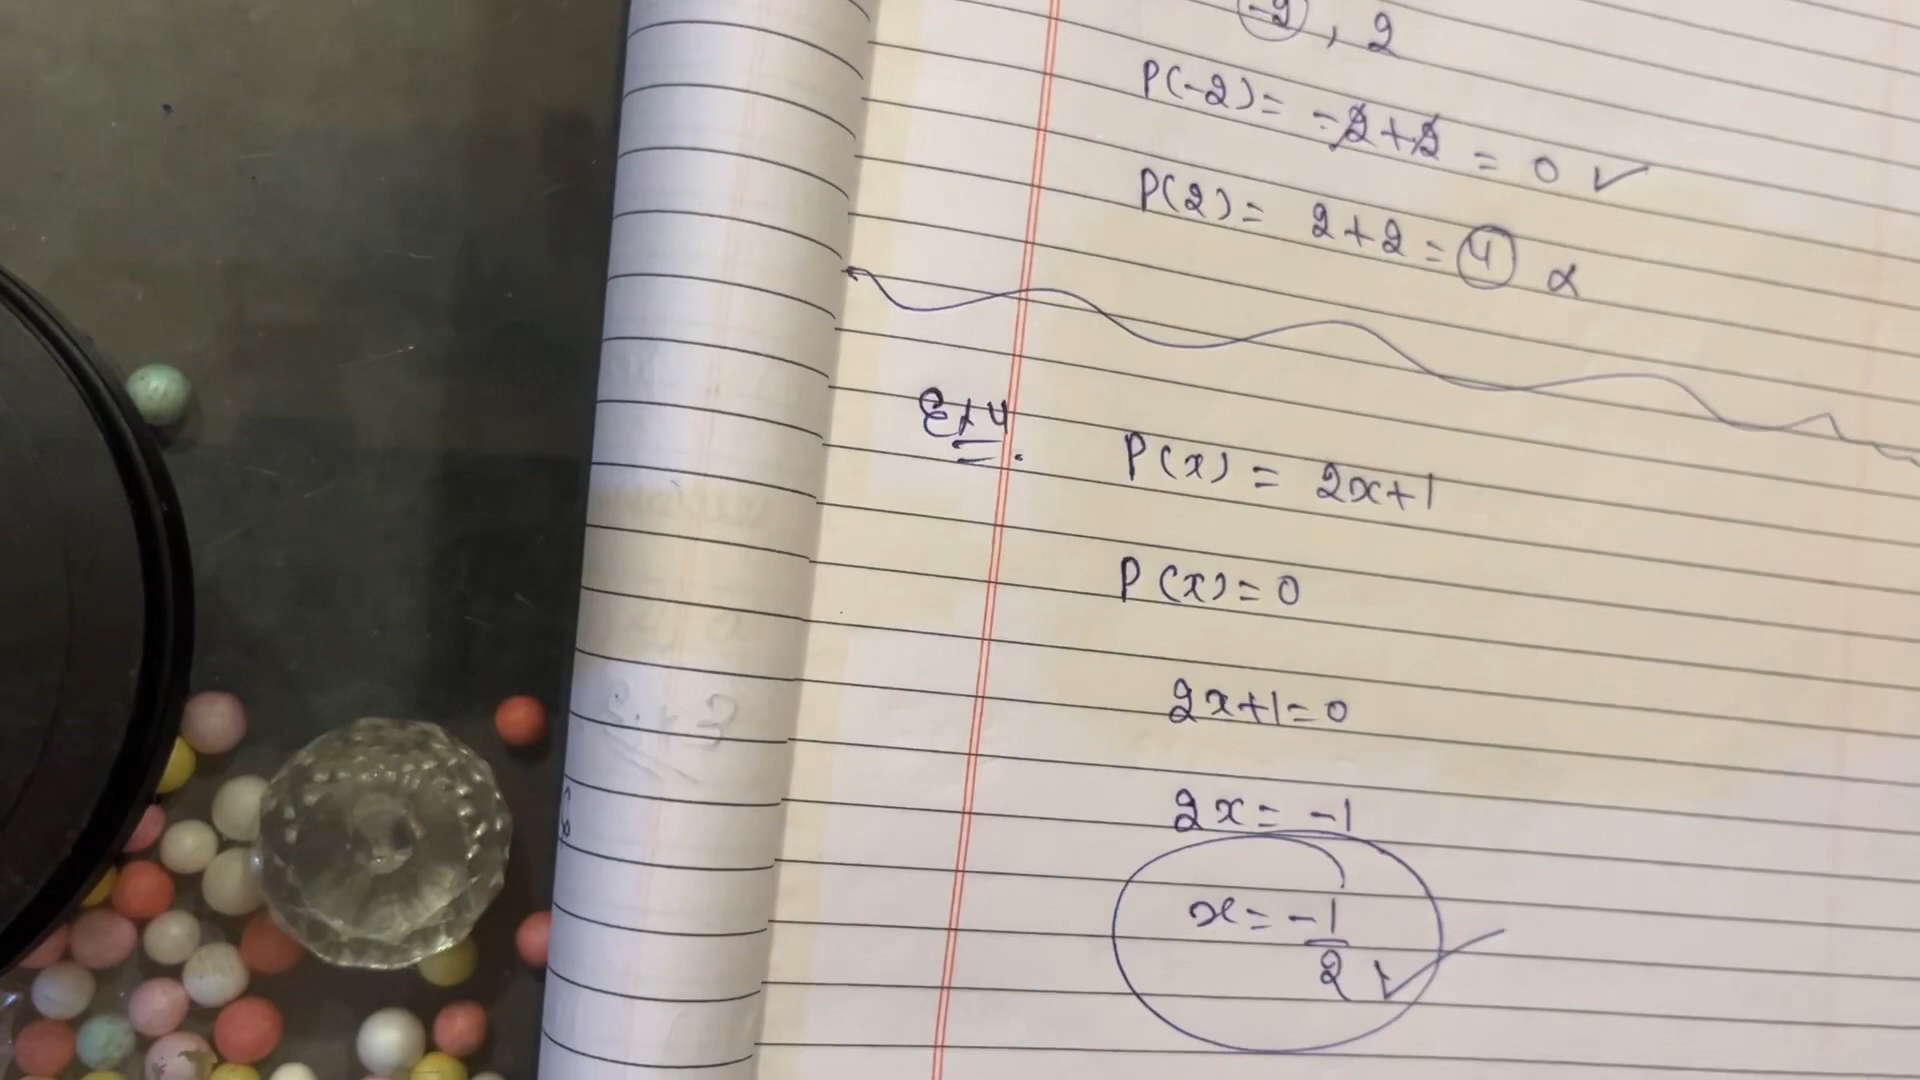 -2, 2
P(-2) = -2+2 = 0 ✓
P(2) = 2+2 = 4
Ex 4.
P(x) = 2x+1
P(x) = 0
2x+1=0
2x = -1
x = -1/2 ✓